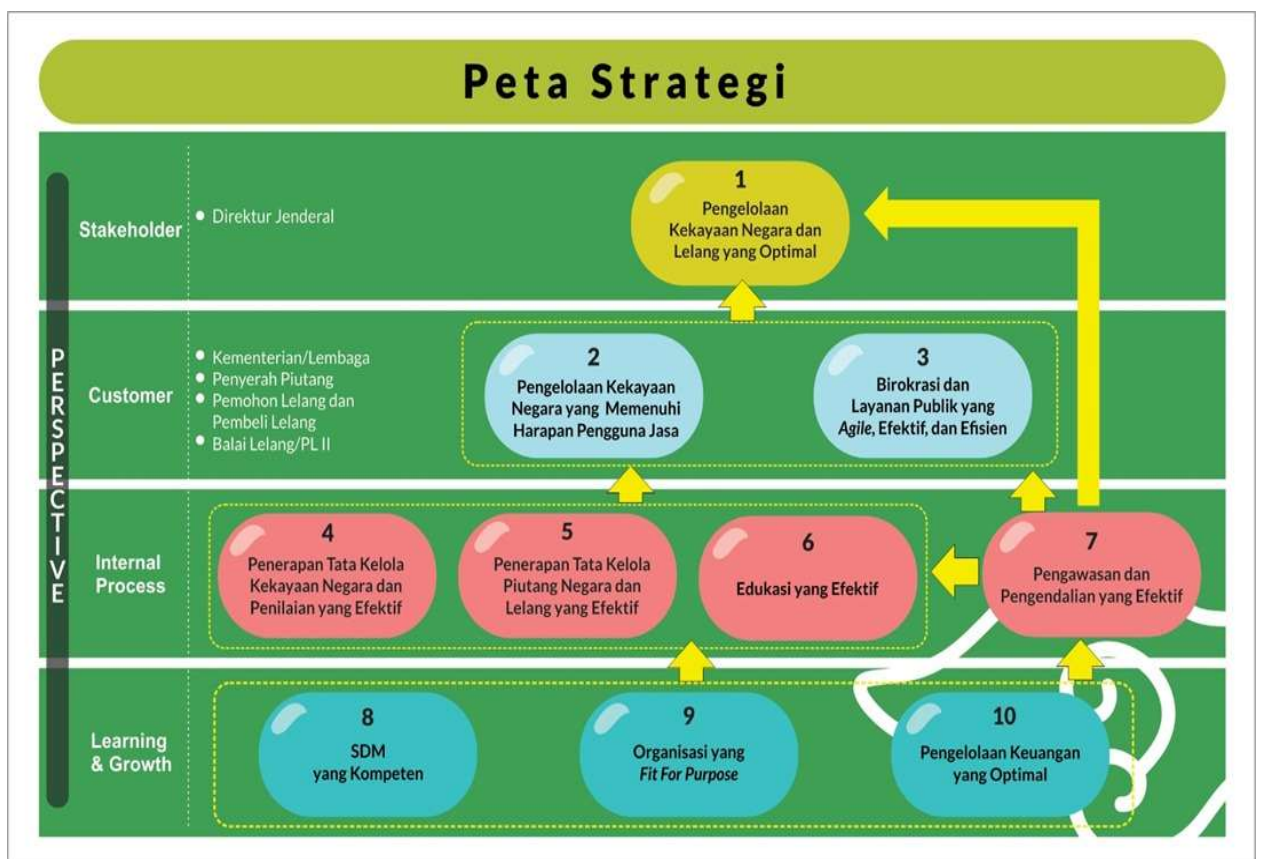 Peta Strategi
PERSPECTIVE
Stakeholder
• Direktur Jenderal
1
Pengelolaan
Kekayaan Negara dan
Lelang yang Optimal
Customer
• Kementerian/Lembaga
• Penyerah Piutang
• Pemohon Lelang dan
Pembeli Lelang
• Balai Lelang/PL II
2
Pengelolaan Kekayaan
Negara yang Memenuhi
Harapan Pengguna Jasa
3
Birokrasi dan
Layanan Publik yang
Agile, Efektif, dan Efisien
Internal
Process
4
Penerapan Tata Kelola
Kekayaan Negara dan
Penilaian yang Efektif
5
Penerapan Tata Kelola
Piutang Negara dan
Lelang yang Efektif
6
Edukasi yang Efektif
7
Pengawasan dan
Pengendalian yang Efektif
Learning
& Growth
8
SDM
yang Kompeten
9
Organisasi yang
Fit For Purpose
10
Pengelolaan Keuangan
yang Optimal